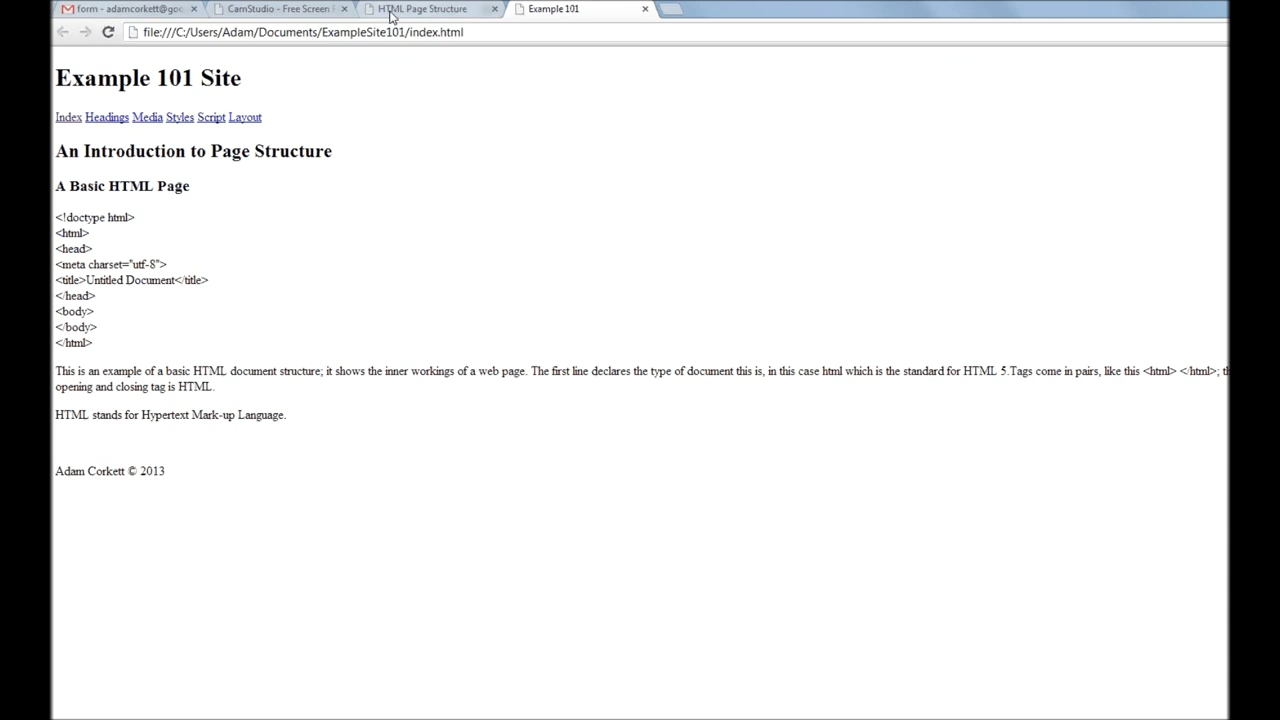 form - adamcorkett@goo
CamStudio - Free Screen
HTML Page Structure
Example 101
file:///C:/Users/Adam/Documents/ExampleSite101/index.html
Example 101 Site
Index Headings Media Styles Script Layout
An Introduction to Page Structure
A Basic HTML Page
<!doctype html>
<html>
<head>
<meta charset="utf-8">
<title>Untitled Document</title>
</head>
<body>
</body>
</html>
This is an example of a basic HTML document structure; it shows the inner workings of a web page. The first line declares the type of document this is, in this case html which is the standard for HTML 5.Tags come in pairs, like this <html> </html>; th
opening and closing tag is HTML.
HTML stands for Hypertext Mark-up Language.
Adam Corkett © 2013